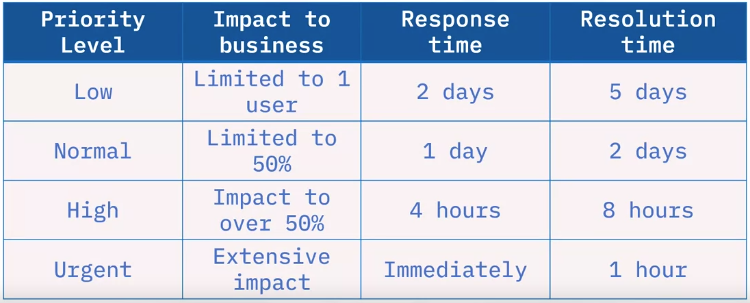 Priority Level
Impact to business
Response time
Resolution time
Low
Limited to 1 user
2 days
5 days
Normal
Limited to 50%
1 day
2 days
High
Impact to over 50%
4 hours
8 hours
Urgent
Extensive impact
Immediately
1 hour